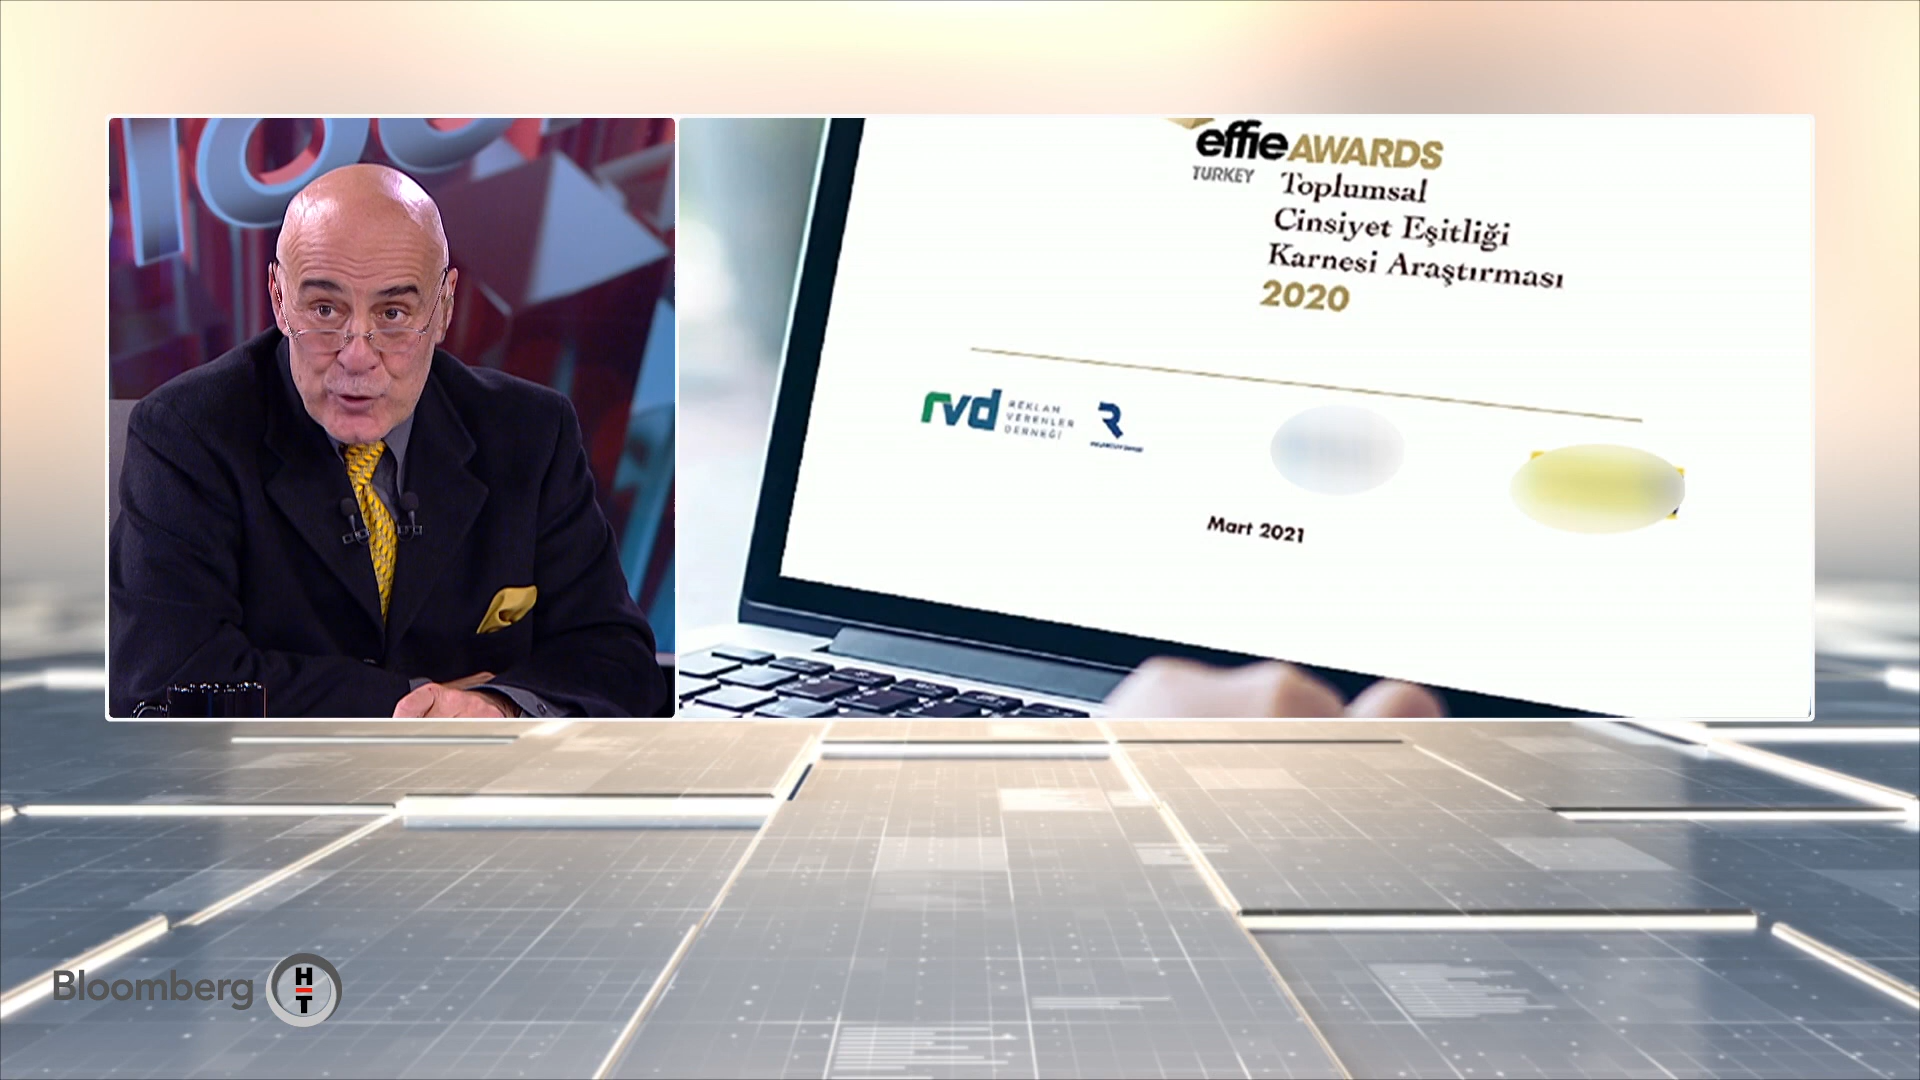 effie AWARDS
TURKEY
Toplumsal
Cinsiyet Eşitliği
Karnesi Araştırması
2020
rvd REKLAM
VERENLER
DERNEĞİ
R
Mart 2021
Bloomberg HT